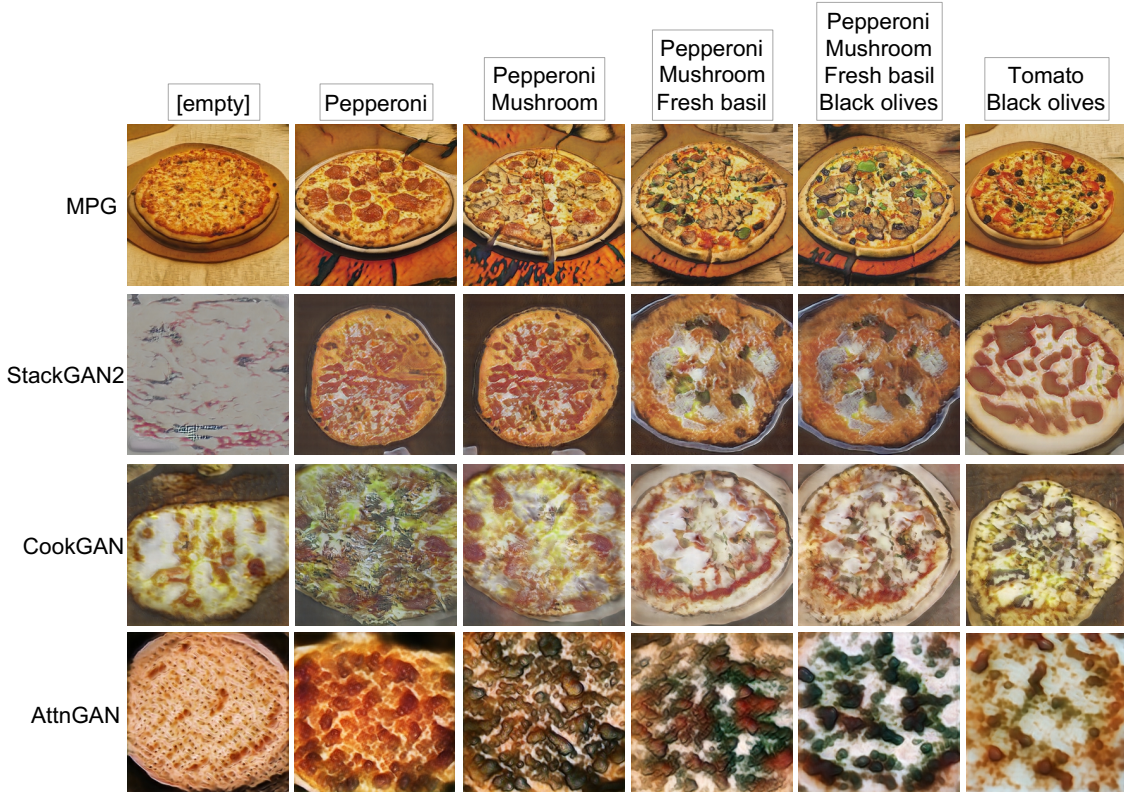 [empty]
Pepperoni
Pepperoni
Mushroom
Pepperoni
Mushroom
Fresh basil
Pepperoni
Mushroom
Fresh basil
Black olives
Tomato
Black olives
MPG
StackGAN2
CookGAN
AttnGAN